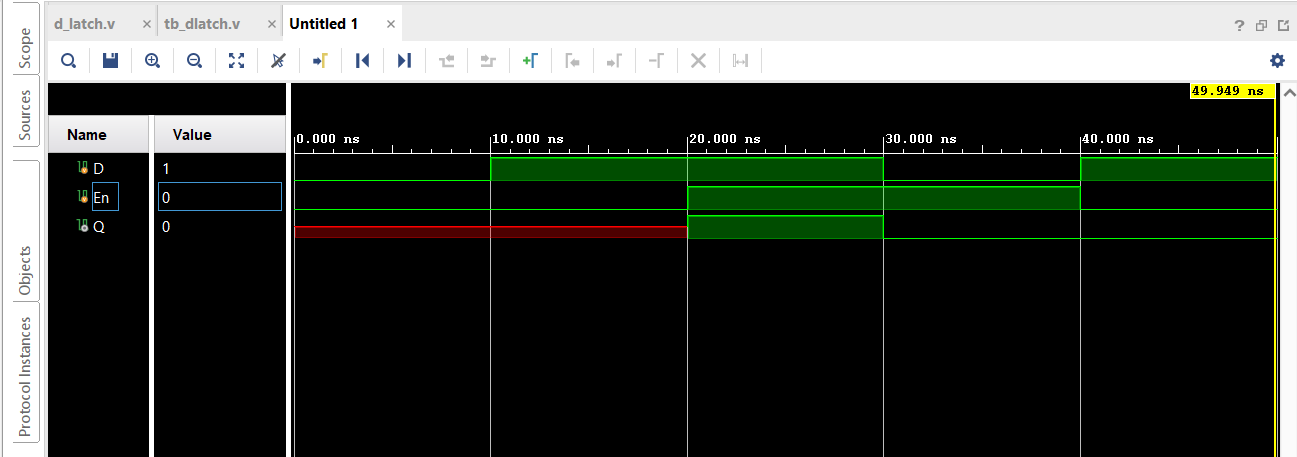 d_latch.v × tb_dlatch.v × Untitled 1 × ?
Scope
Sources
Objects
Protocol Instances
49.949 ns
Name Value
0.000 ns 10.000 ns 20.000 ns 30.000 ns 40.000 ns
D 1
En 0
Q 0